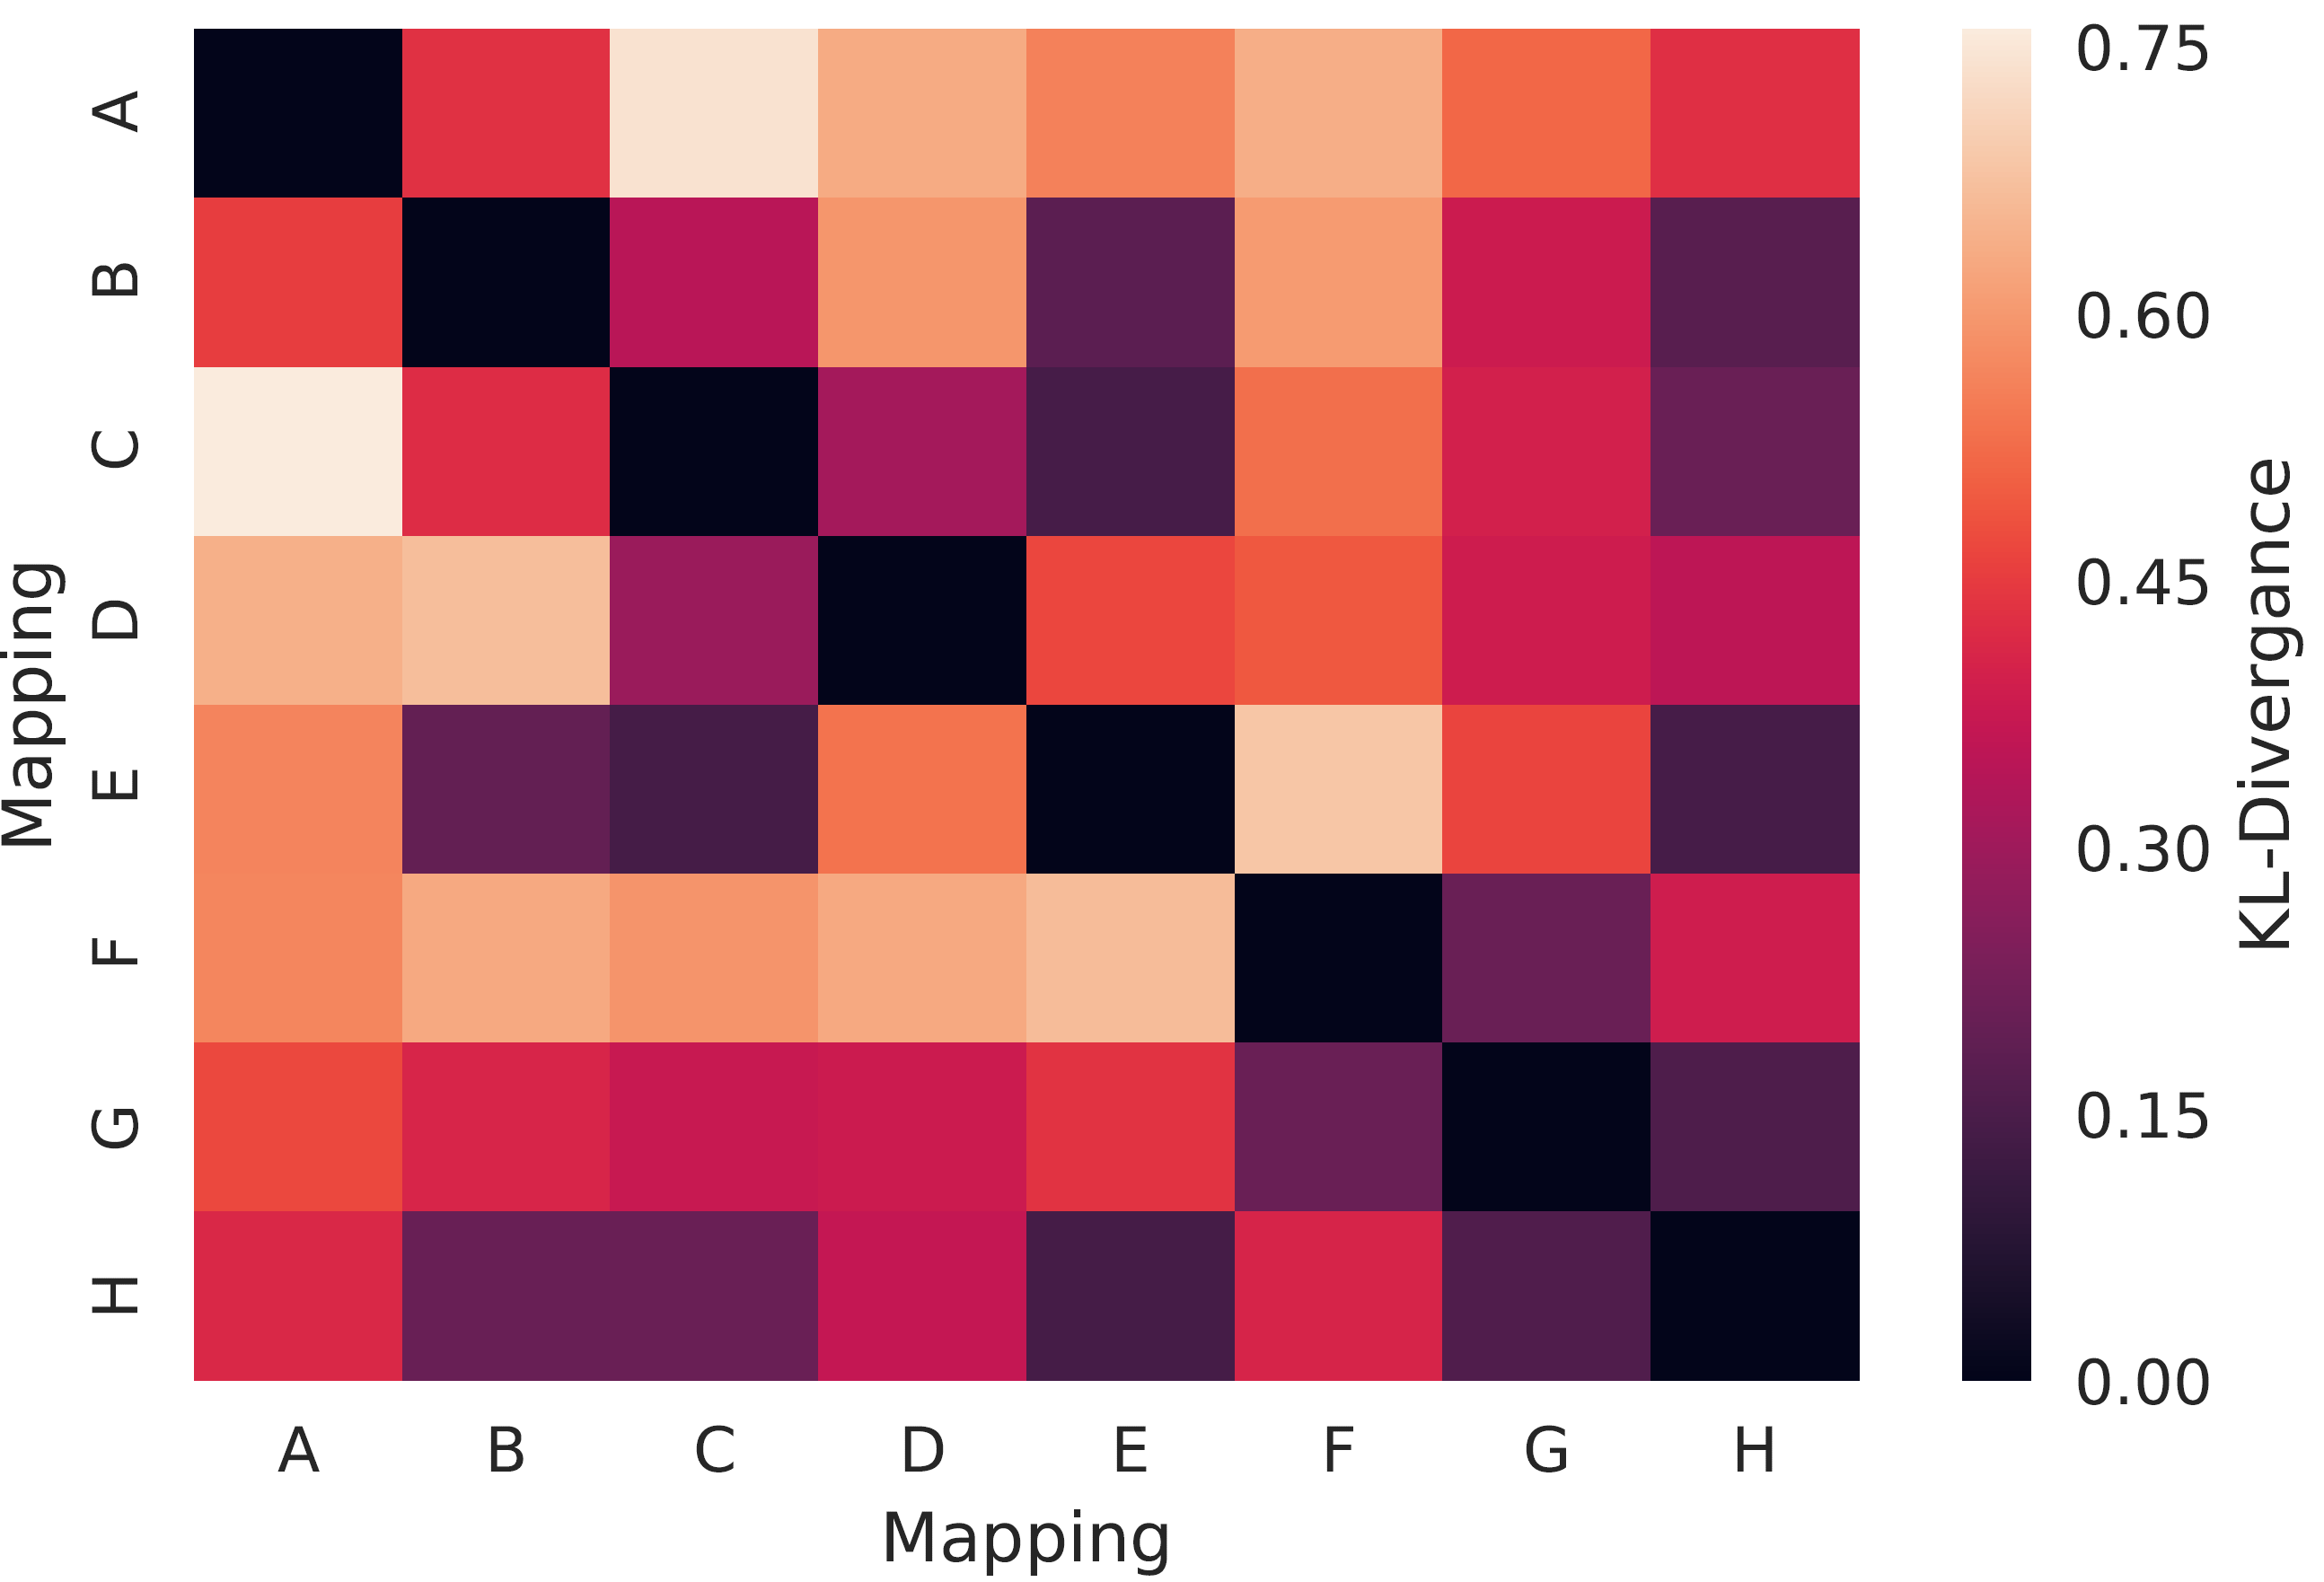 Mapping
A
B
C
D
E
F
G
H
A B C D E F G H
Mapping
0.75
0.60
0.45
0.30
0.15
0.00
KL-Divergance